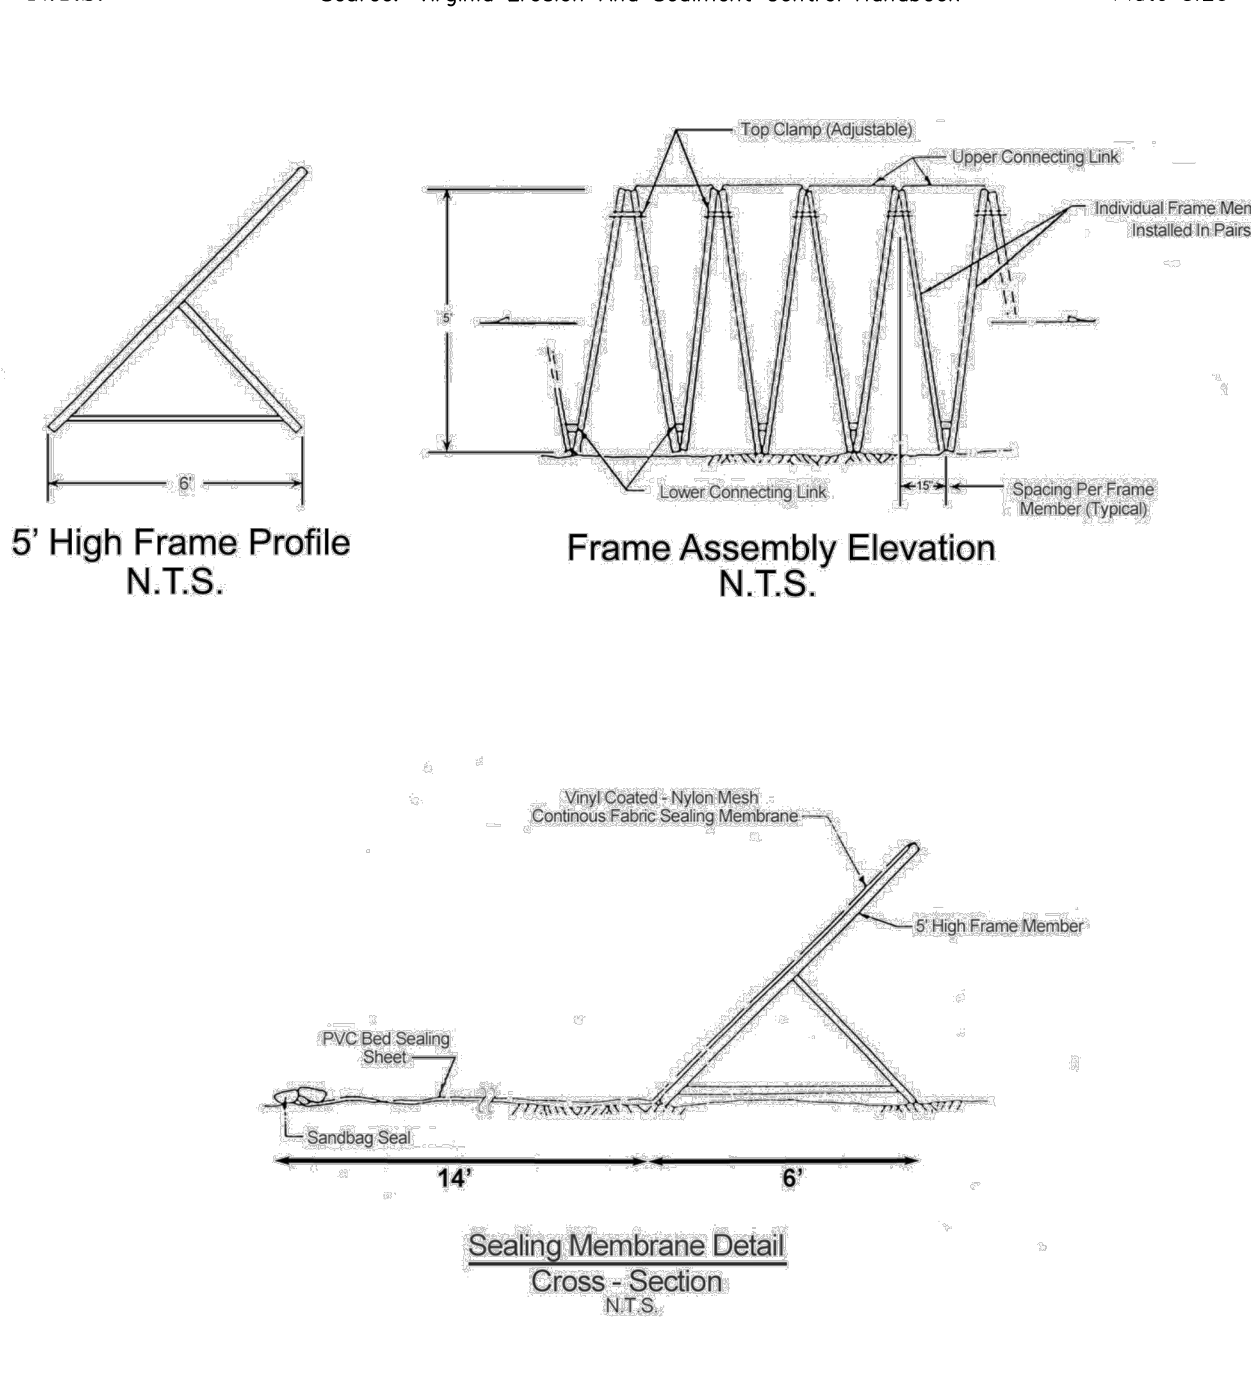 Top Clamp (Adjustable)
Upper Connecting Link
Individual Frame
Installed In Pairs
5'
6'
15"
Lower Connecting Link
Spacing Per Frame
Member (Typical)
5' High Frame Profile
N.T.S.
Frame Assembly Elevation
N.T.S.
Vinyl Coated - Nylon Mesh
Continous Fabric Sealing Membrane
5' High Frame Member
PVC Bed Sealing
Sheet
Sandbag Seal
14'
6'
Sealing Membrane Detail
Cross - Section
N.T.S.